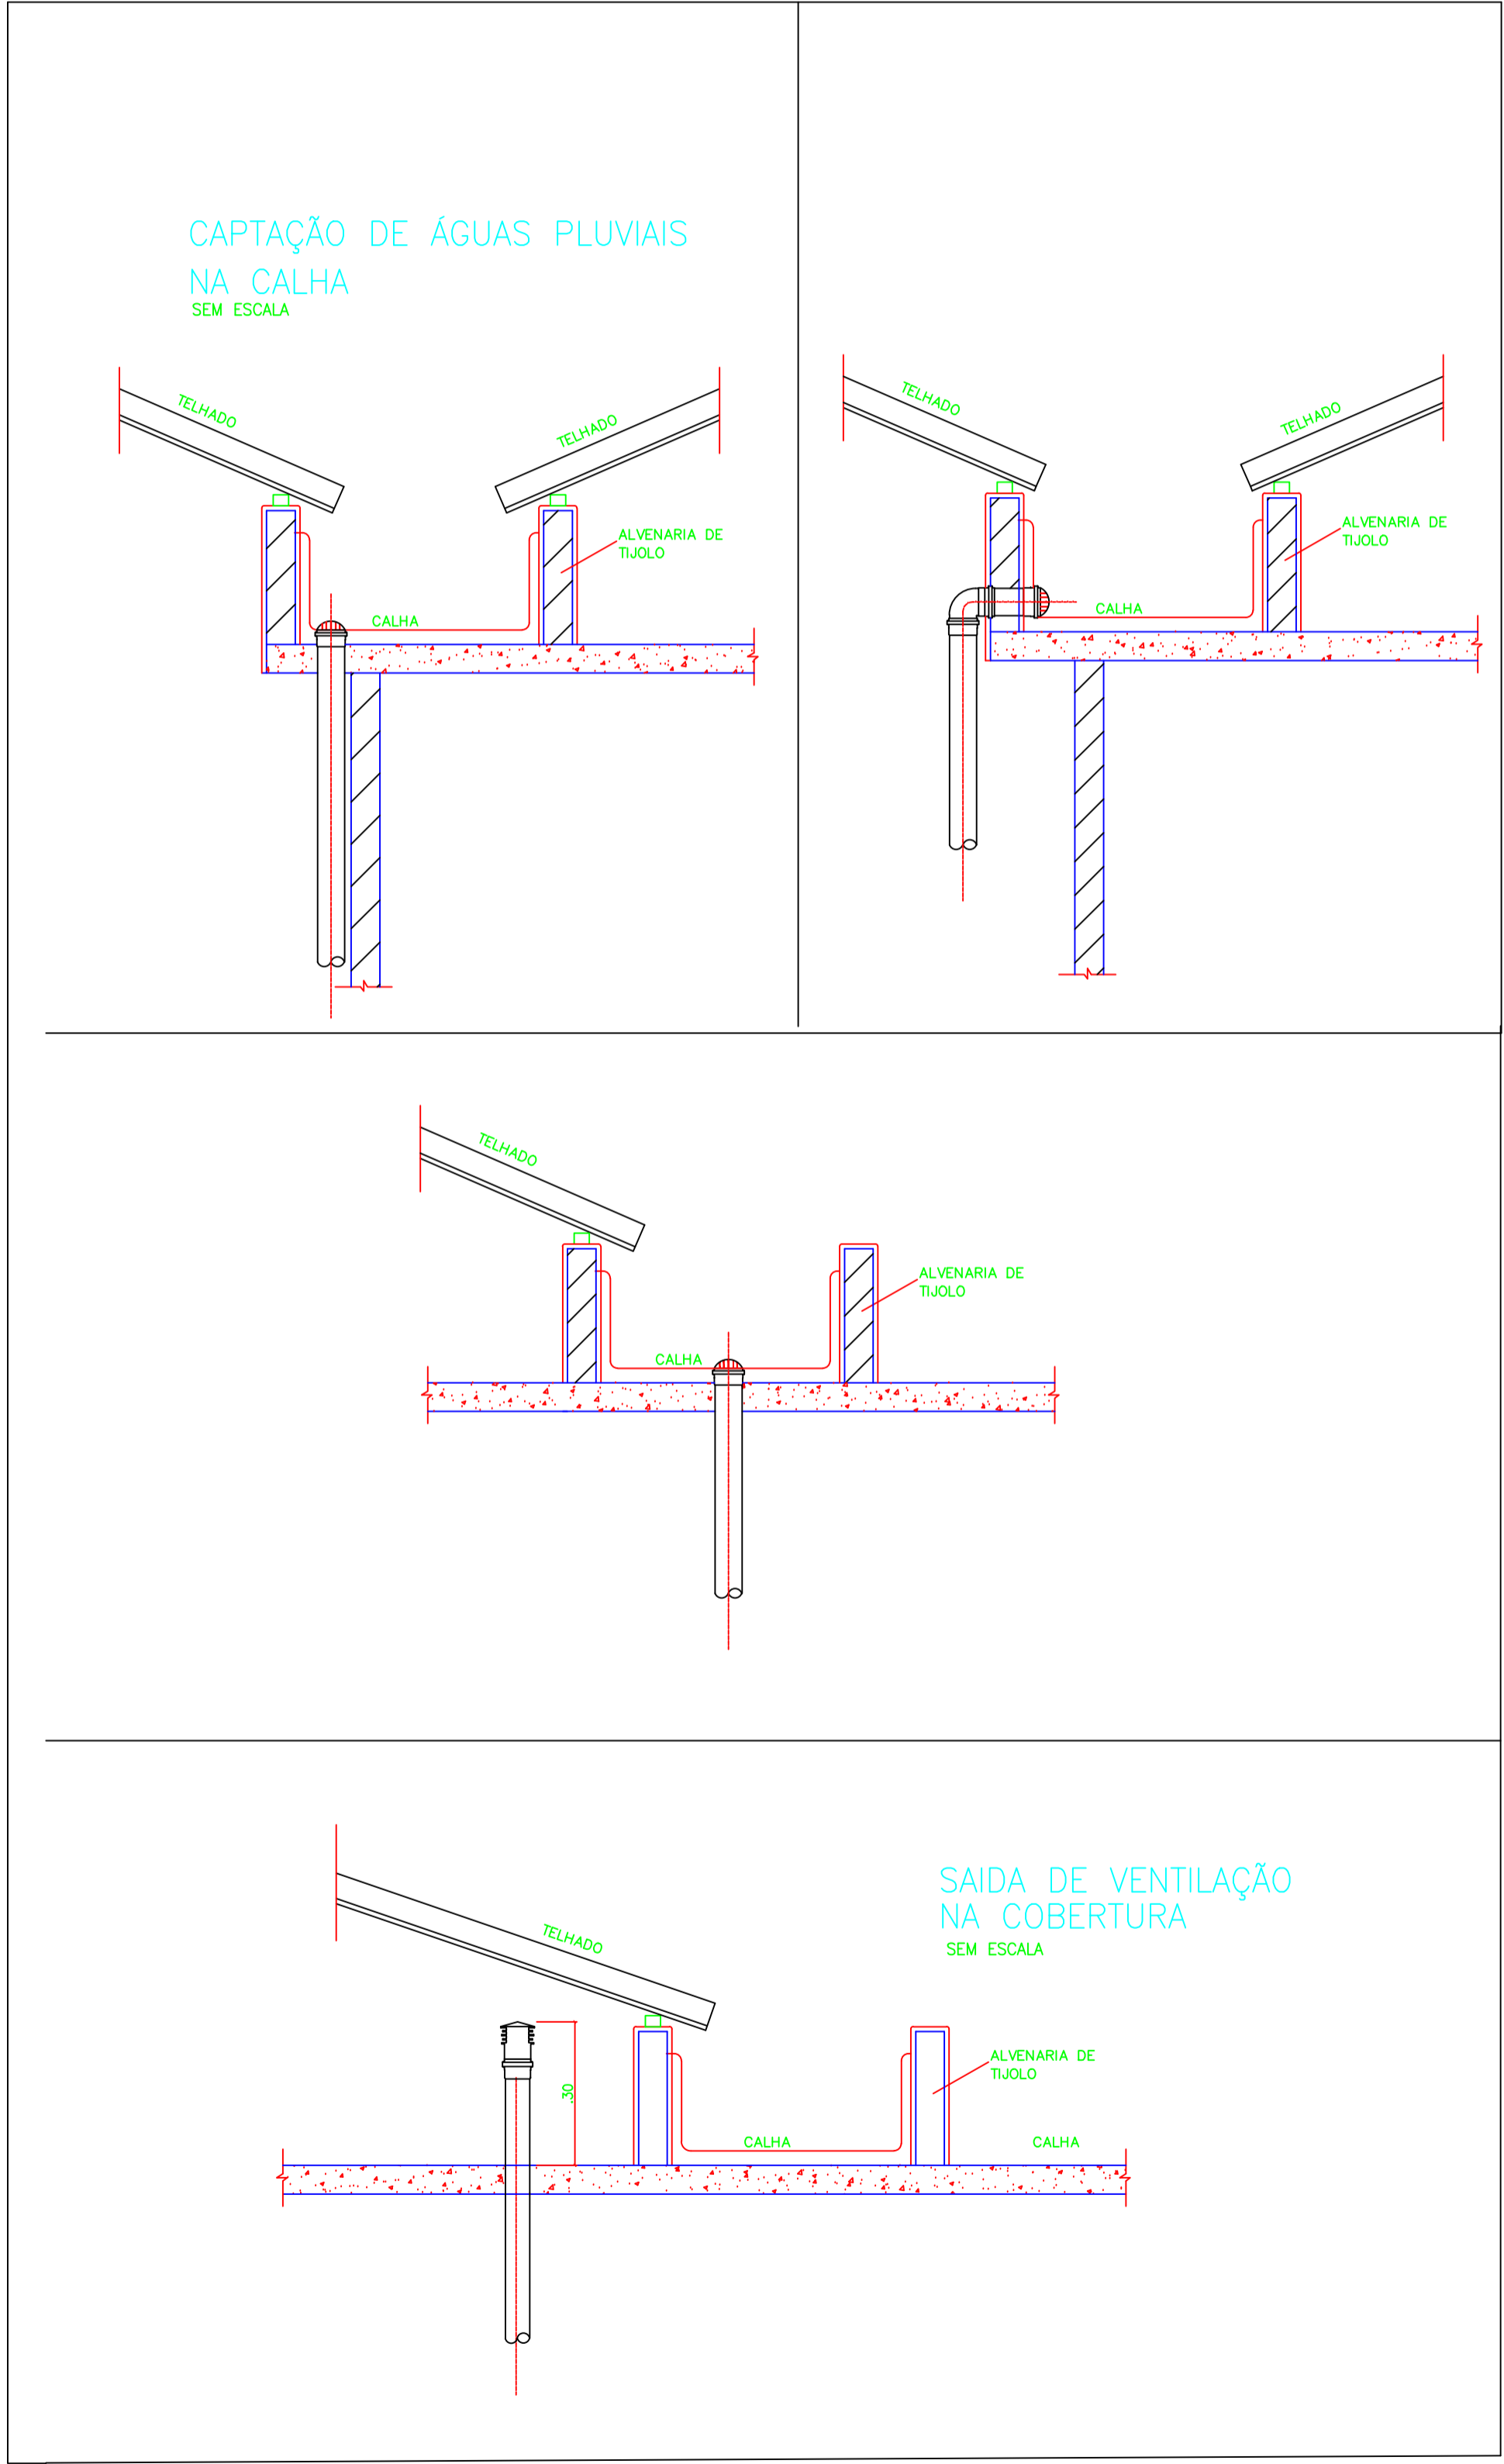 CAPTAÇÃO DE ÁGUAS PLUVIAIS
NA CALHA
SEM ESCALA
TELHADO
TELHADO
ALVENARIA DE
TIJOLO
CALHA
TELHADO
TELHADO
ALVENARIA DE
TIJOLO
CALHA
TELHADO
ALVENARIA DE
TIJOLO
CALHA
SAIDA DE VENTILAÇÃO
NA COBERTURA
SEM ESCALA
TELHADO
.30
ALVENARIA DE
TIJOLO
CALHA
CALHA